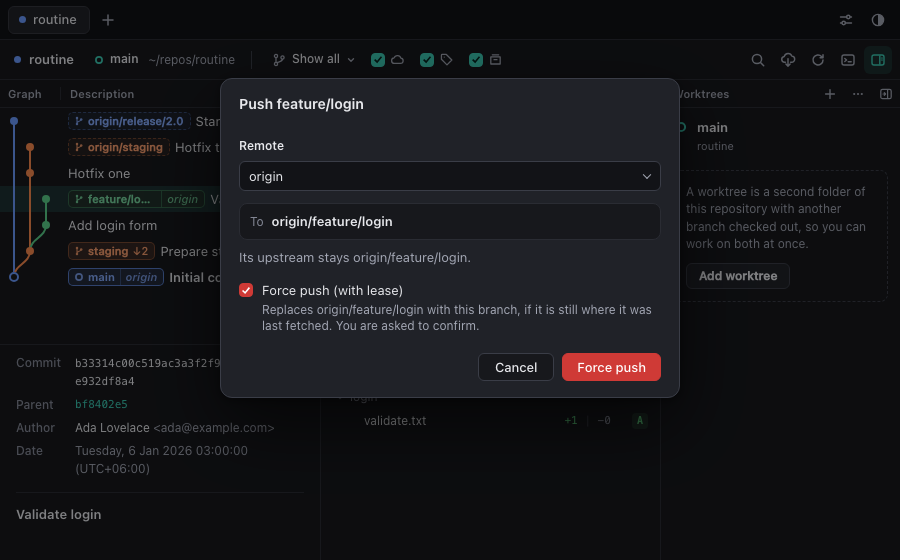 routine
routine
main ~/repos/routine
Show all
Graph
Description
Worktrees
origin/release/2.0
origin/staging
Hotfix
Hotfix one
feature/lo...
origin
Add login form
staging ↓2
Prepare
main
origin
Initial
main
routine
A worktree is a second folder of
this repository with another
branch checked out, so you can
work on both at once.
Add worktree
Push feature/login
Remote
origin
To origin/feature/login
Its upstream stays origin/feature/login.
Force push (with lease)
Replaces origin/feature/login with this branch, if it is still where it was
last fetched. You are asked to confirm.
Cancel
Force push
Commit
b33314c00c519ac3a3f2f9
e932df8a4
Parent
bf8402e5
Author
Ada Lovelace <ada@example.com>
Date
Tuesday, 6 Jan 2026 03:00:00
(UTC+06:00)
Validate login
login
validate.txt
+1
−0
A